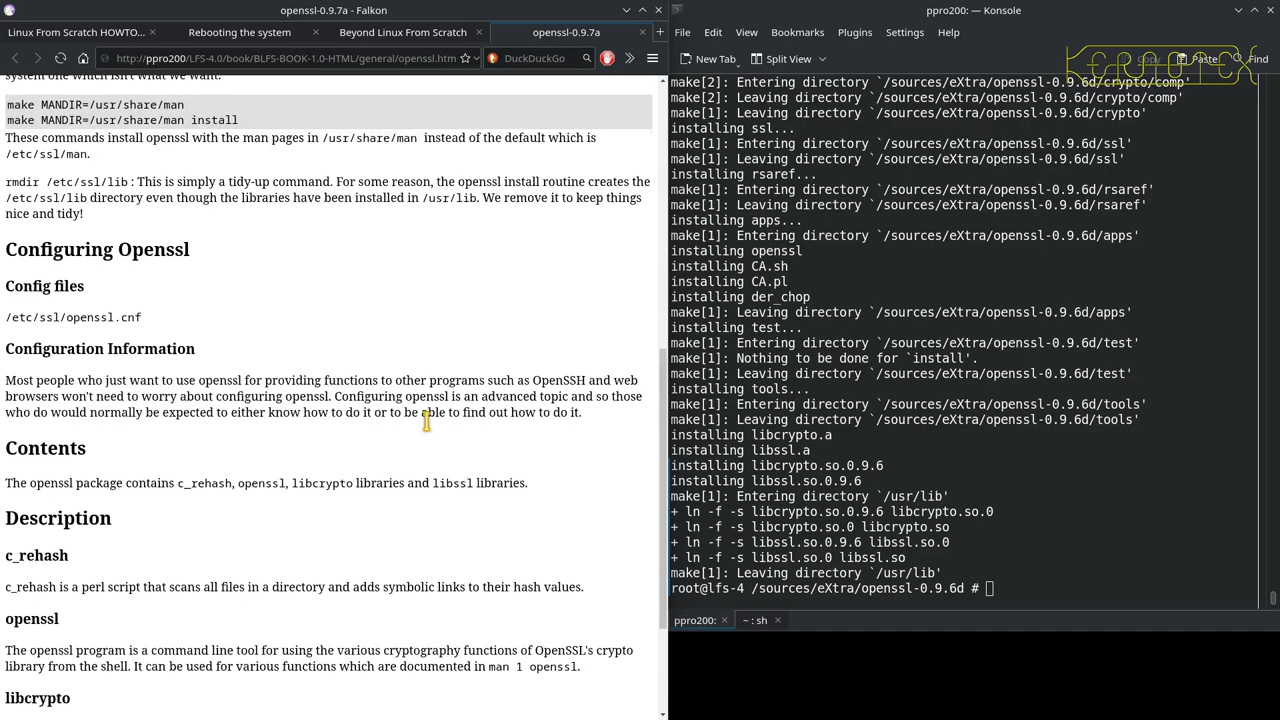 openssl-0.9.7a - Falkon
Linux From Scratch HOWTO...
Rebooting the system
Beyond Linux From Scratch
openssl-0.9.7a
http://ppro200/LFS-4.0/book/BLFS-BOOK-1.0-HTML/general/openssl.htm
DuckDuckGo
system one which isn't what we want.
make MANDIR=/usr/share/man
make MANDIR=/usr/share/man install
These commands install openssl with the man pages in /usr/share/man instead of the default which is
/etc/ssl/man.
rmdir /etc/ssl/lib : This is simply a tidy-up command. For some reason, the openssl install routine creates the
/etc/ssl/lib directory even though the libraries have been installed in /usr/lib. We remove it to keep things
nice and tidy!
Configuring Openssl
Config files
/etc/ssl/openssl.cnf
Configuration Information
Most people who just want to use openssl for providing functions to other programs such as OpenSSH and web
browsers won't need to worry about configuring openssl. Configuring openssl is an advanced topic and so those
who do would normally be expected to either know how to do it or to be able to find out how to do it.
Contents
The openssl package contains c_rehash, openssl, libcrypto libraries and libssl libraries.
Description
c_rehash
c_rehash is a perl script that scans all files in a directory and adds symbolic links to their hash values.
openssl
The openssl program is a command line tool for using the various cryptography functions of OpenSSL's crypto
library from the shell. It can be used for various functions which are documented in man 1 openssl.
libcrypto
ppro200: — Konsole
File Edit View Bookmarks Plugins Settings Help
New Tab Split View Copy Paste Find
make[2]: Entering directory `/sources/eXtra/openssl-0.9.6d/crypto/comp'
make[2]: Leaving directory `/sources/eXtra/openssl-0.9.6d/crypto/comp'
make[1]: Leaving directory `/sources/eXtra/openssl-0.9.6d/crypto'
installing ssl...
make[1]: Entering directory `/sources/eXtra/openssl-0.9.6d/ssl'
make[1]: Leaving directory `/sources/eXtra/openssl-0.9.6d/ssl'
installing rsaref...
make[1]: Entering directory `/sources/eXtra/openssl-0.9.6d/rsaref'
make[1]: Leaving directory `/sources/eXtra/openssl-0.9.6d/rsaref'
installing apps...
make[1]: Entering directory `/sources/eXtra/openssl-0.9.6d/apps'
installing openssl
installing CA.sh
installing CA.pl
installing der_chop
make[1]: Leaving directory `/sources/eXtra/openssl-0.9.6d/apps'
installing test...
make[1]: Entering directory `/sources/eXtra/openssl-0.9.6d/test'
make[1]: Nothing to be done for `install'.
make[1]: Leaving directory `/sources/eXtra/openssl-0.9.6d/test'
installing tools...
make[1]: Entering directory `/sources/eXtra/openssl-0.9.6d/tools'
make[1]: Leaving directory `/sources/eXtra/openssl-0.9.6d/tools'
installing libcrypto.a
installing libssl.a
installing libcrypto.so.0.9.6
installing libssl.so.0.9.6
make[1]: Entering directory `/usr/lib'
+ ln -f -s libcrypto.so.0.9.6 libcrypto.so.0
+ ln -f -s libcrypto.so.0 libcrypto.so
+ ln -f -s libssl.so.0.9.6 libssl.so.0
+ ln -f -s libssl.so.0 libssl.so
make[1]: Leaving directory `/usr/lib'
root@lfs-4 /sources/eXtra/openssl-0.9.6d #
ppro200:
~ : sh